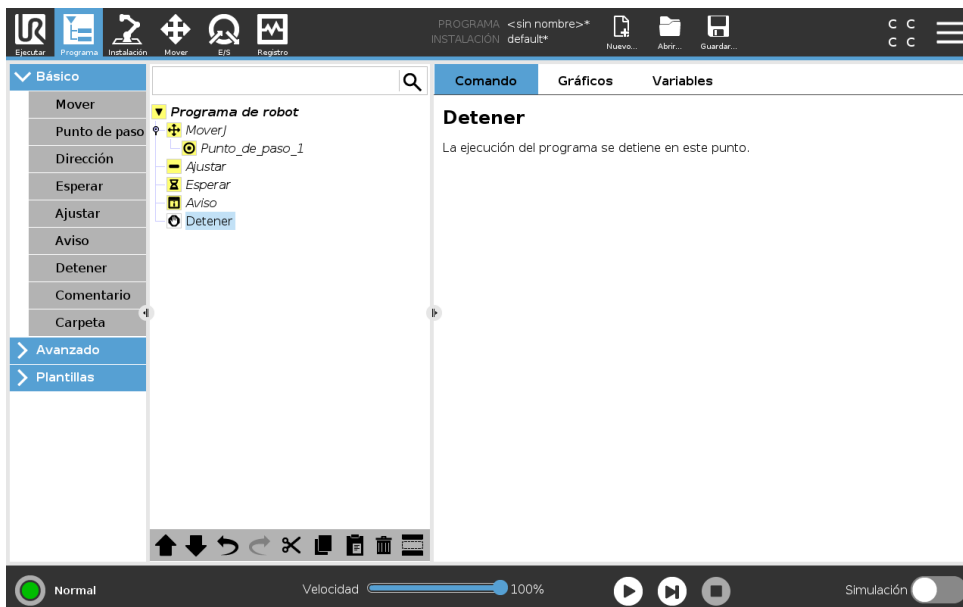 PROGRAMA <sin nombre>*
INSTALACIÓN default*
Ejecutar Programa Instalación Mover E/S Registro
Nuevo... Abrir... Guardar...
C C
C C
Básico
Mover
Punto de paso
Dirección
Esperar
Ajustar
Aviso
Detener
Comentario
Carpeta
Avanzado
Plantillas
Programa de robot
MoverJ
Punto_de_paso_1
Ajustar
Esperar
Aviso
Detener
Comando Gráficos Variables
Detener
La ejecución del programa se detiene en este punto.
Normal
Velocidad 100%
Simulación